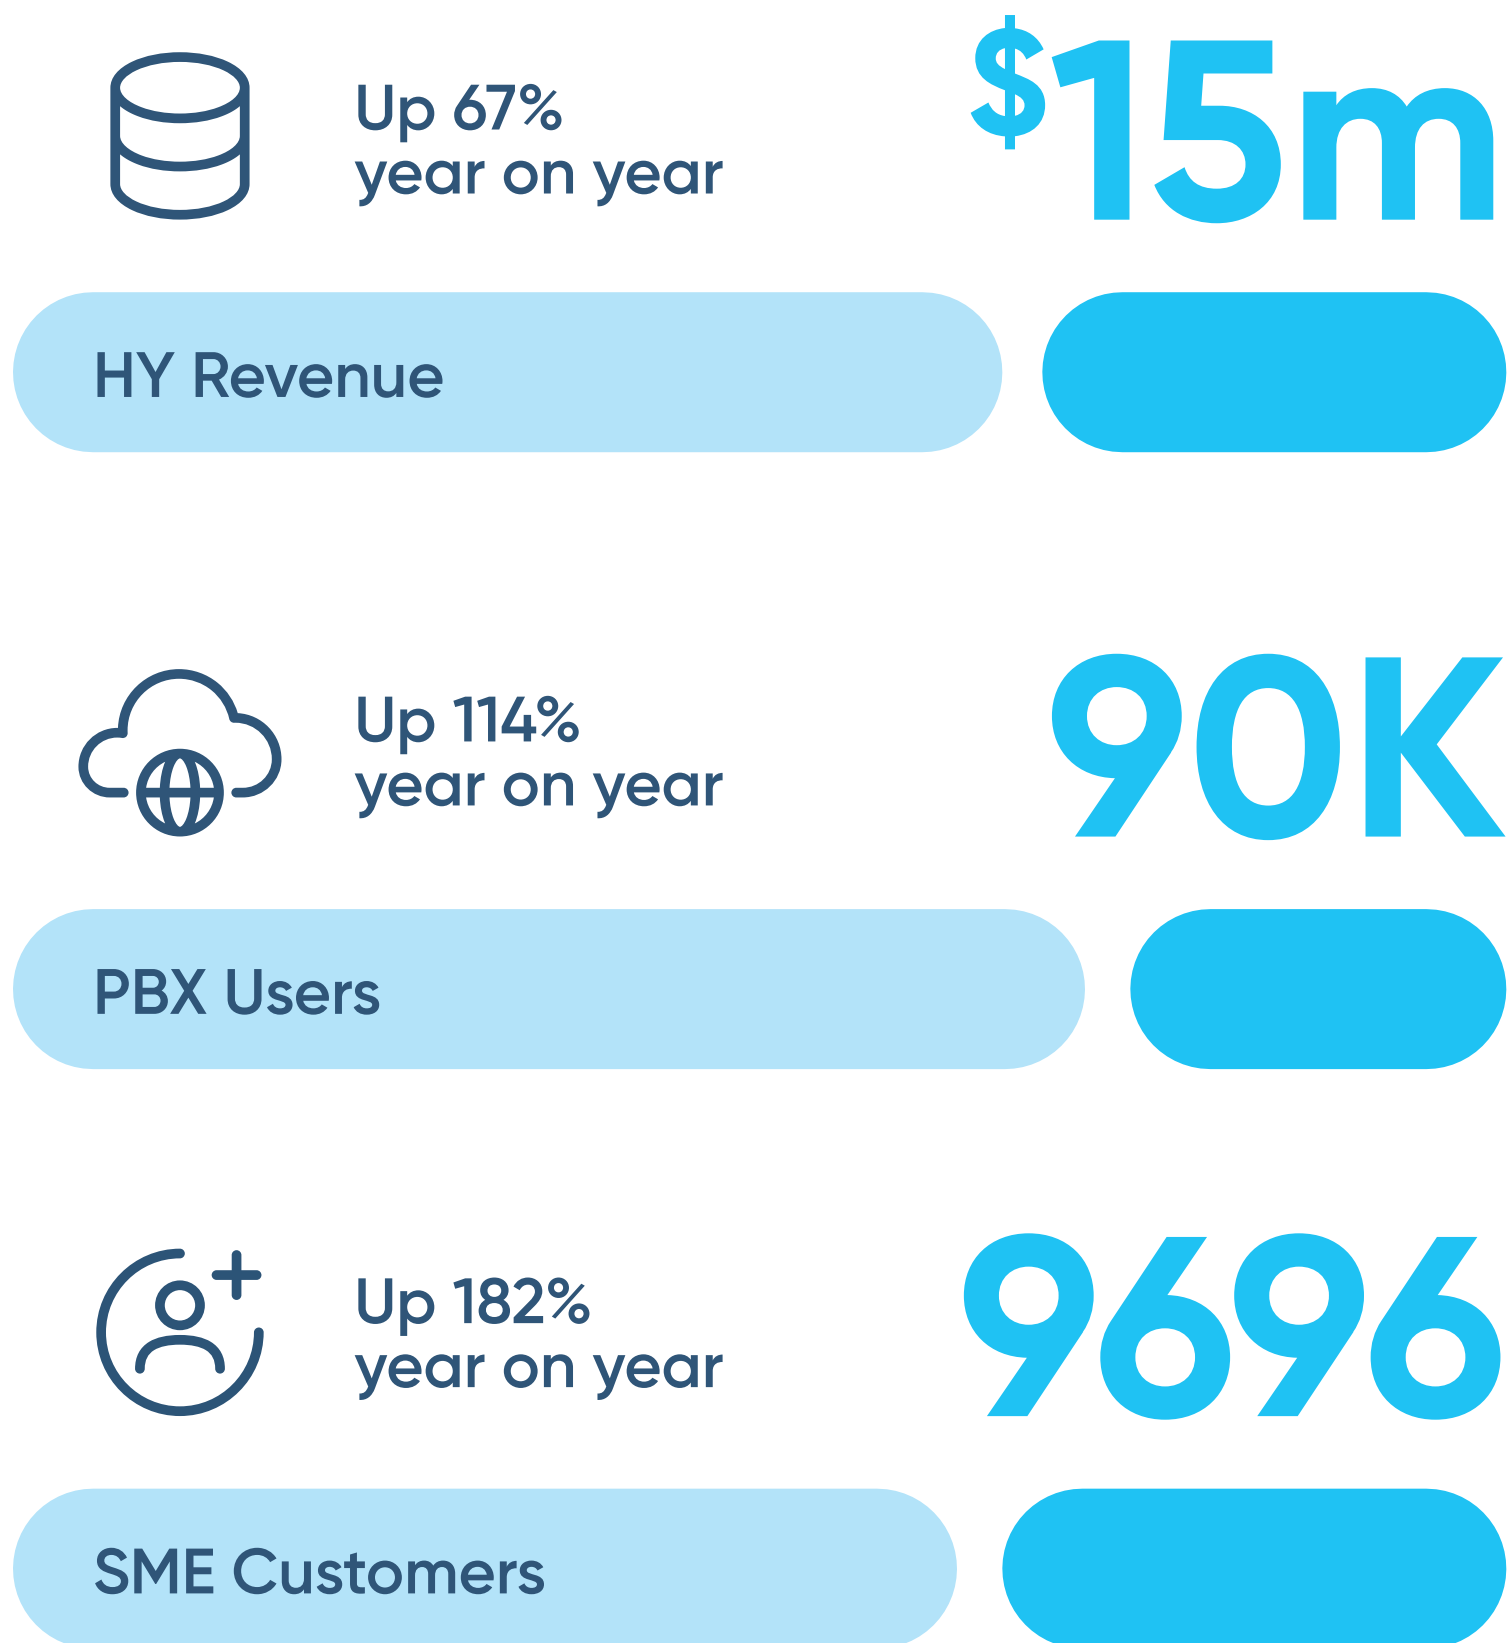 Up 67%
year on year
$15m
HY Revenue
Up 114%
year on year
90K
PBX Users
Up 182%
year on year
9696
SME Customers